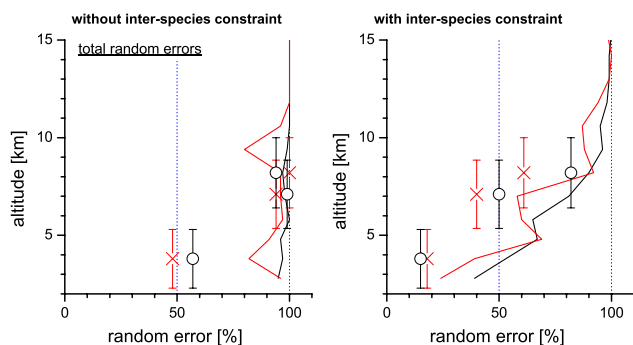 without inter-species constraint
with inter-species constraint
total random errors
15
10
5
0
50
100
altitude [km]
random error [%]
15
10
5
0
50
100
altitude [km]
random error [%]